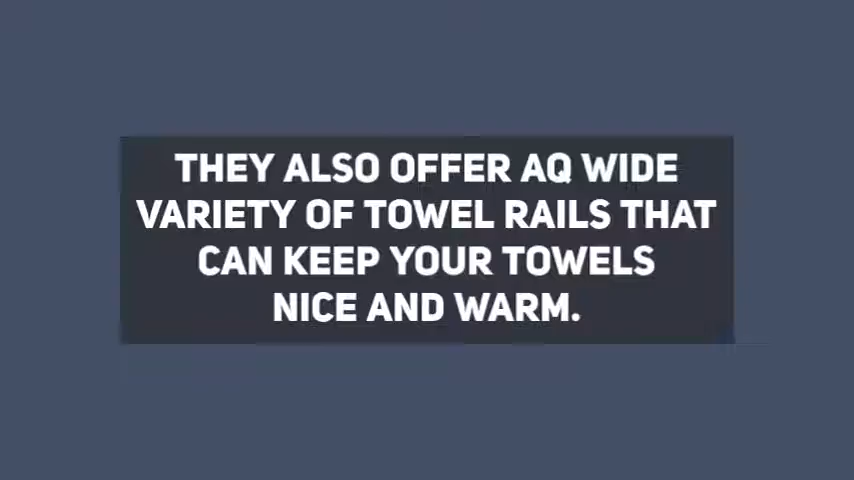 THEY ALSO OFFER AQ WIDE
VARIETY OF TOWEL RAILS THAT
CAN KEEP YOUR TOWELS
NICE AND WARM.